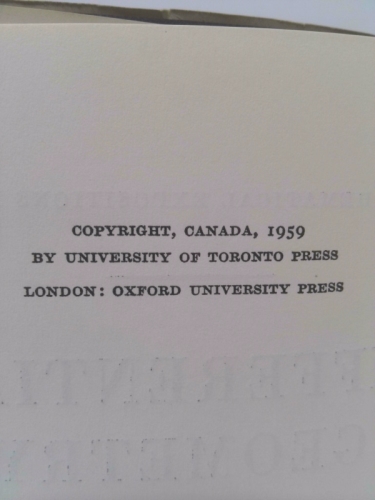 COPYRIGHT, CANADA, 1959
BY UNIVERSITY OF TORONTO PRESS
LONDON: OXFORD UNIVERSITY PRESS